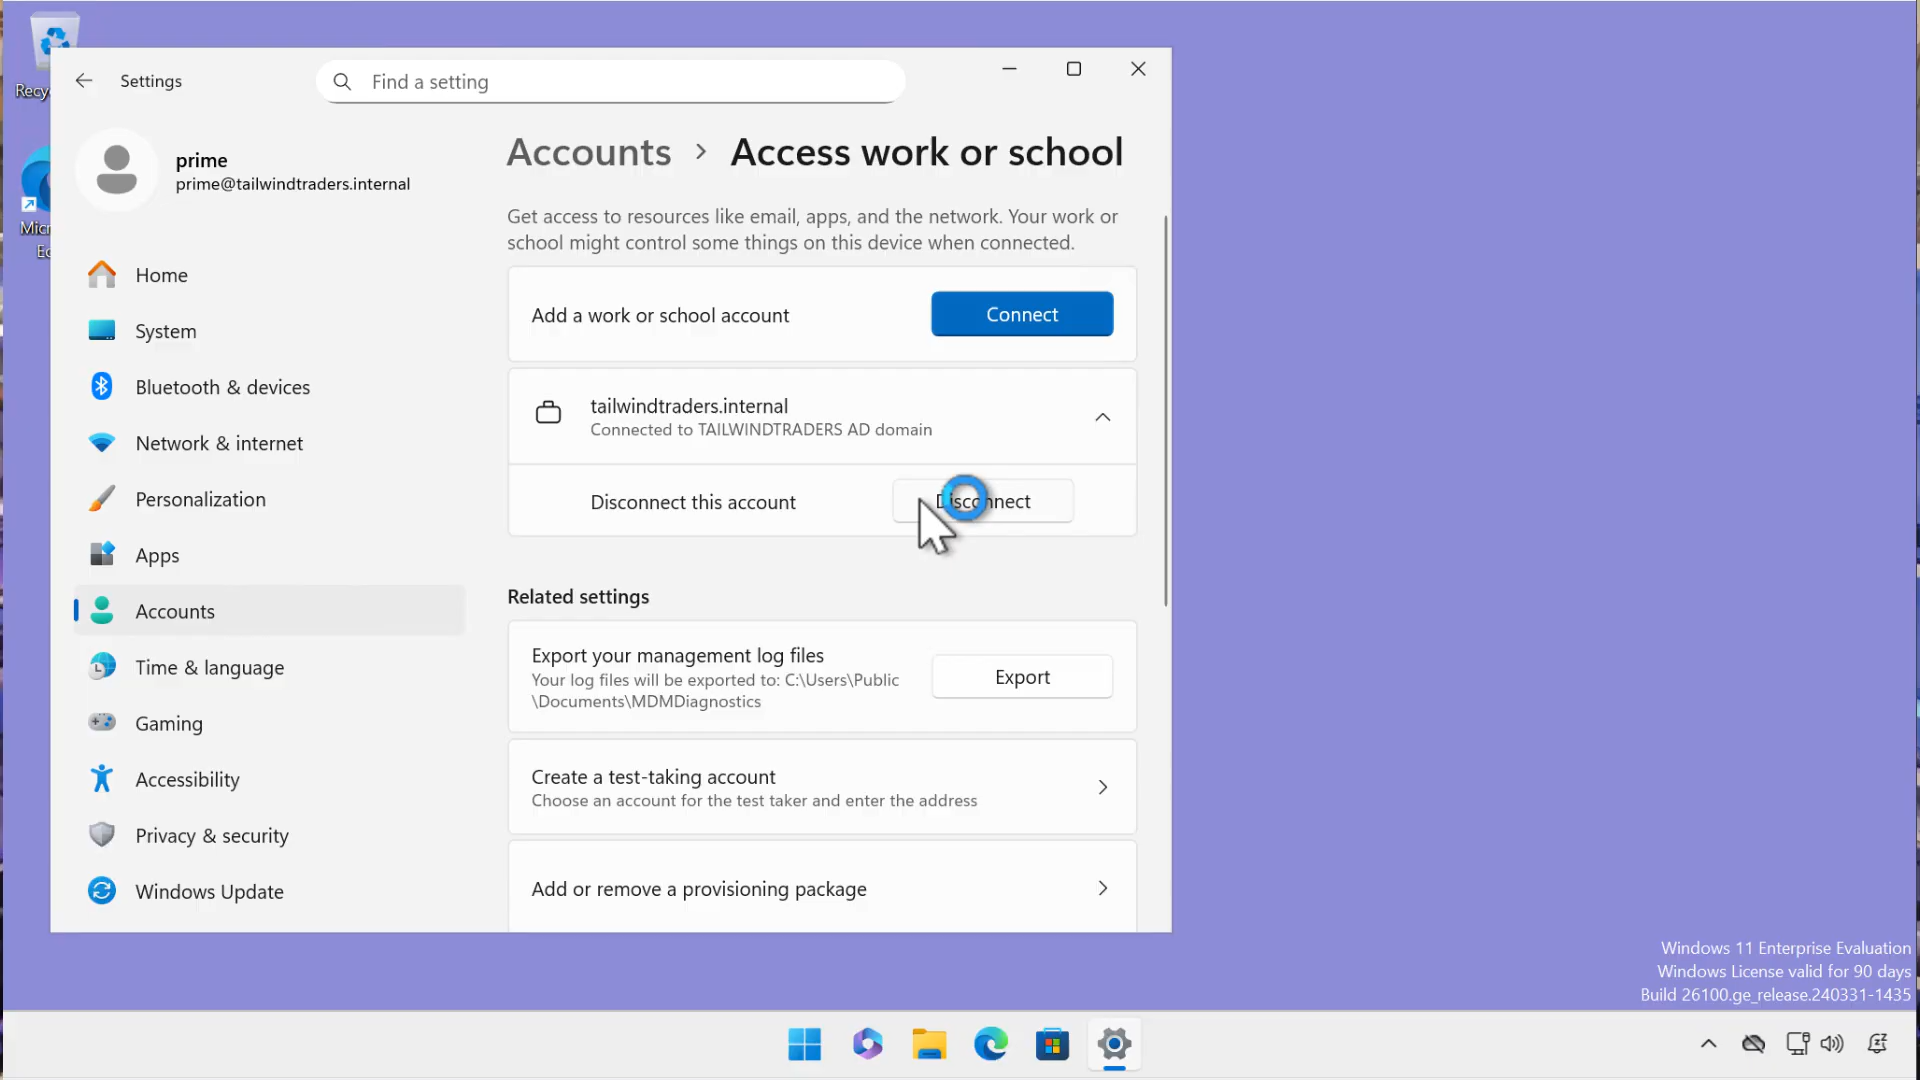 Recy
Micr
Ed
Settings
Find a setting
prime
prime@tailwindtraders.internal
Home
System
Bluetooth & devices
Network & internet
Personalization
Apps
Accounts
Time & language
Gaming
Accessibility
Privacy & security
Windows Update
Accounts > Access work or school
Get access to resources like email, apps, and the network. Your work or
school might control some things on this device when connected.
Add a work or school account
Connect
tailwindtraders.internal
Connected to TAILWINDTRADERS AD domain
Disconnect this account
Disconnect
Related settings
Export your management log files
Your log files will be exported to: C:\Users\Public
\Documents\MDMDiagnostics
Export
Create a test-taking account
Choose an account for the test taker and enter the address
Add or remove a provisioning package
Windows 11 Enterprise Evaluation
Windows License valid for 90 days
Build 26100.ge_release.240331-1435